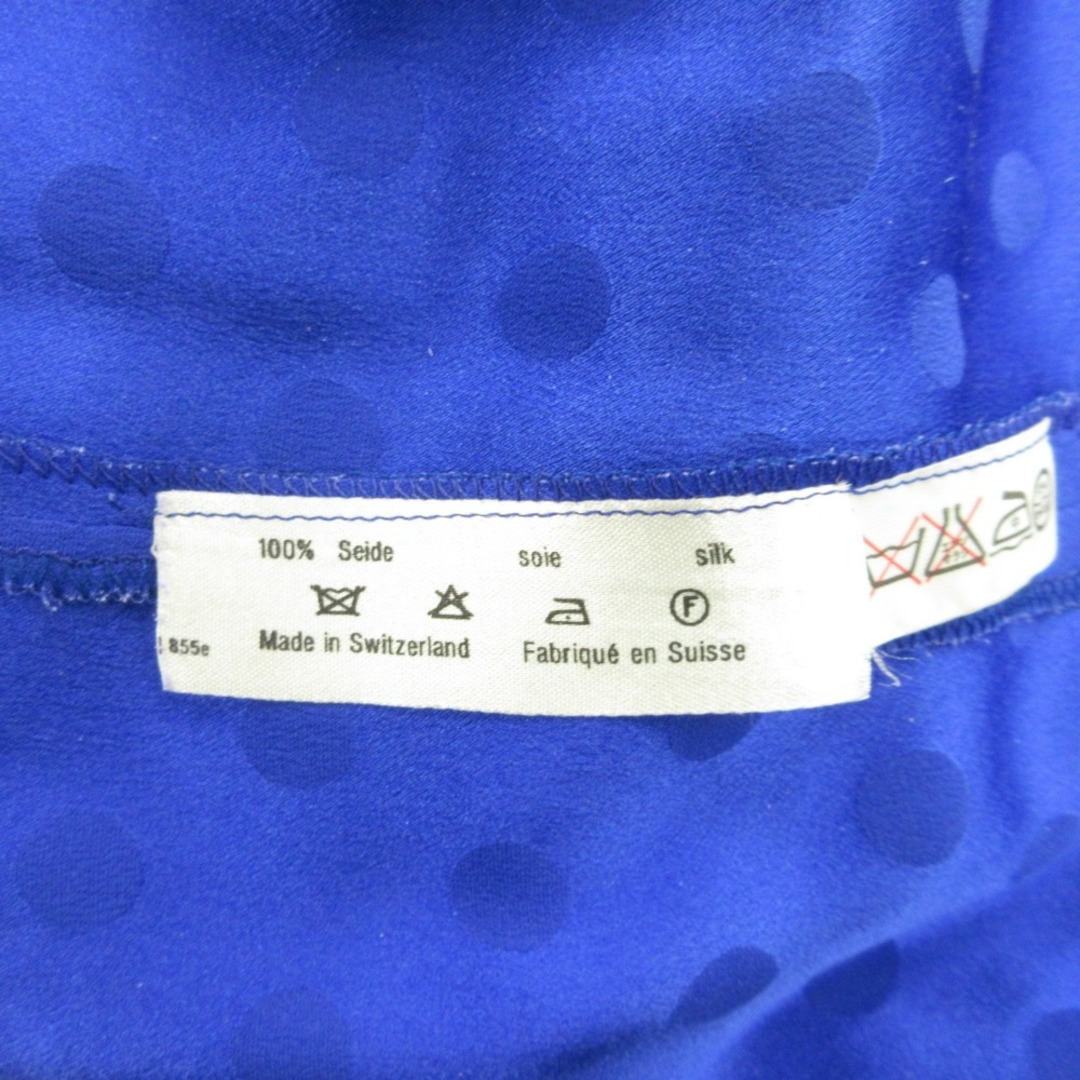 100% Seide soie silk
F
Made in Switzerland Fabriqué en Suisse
855e